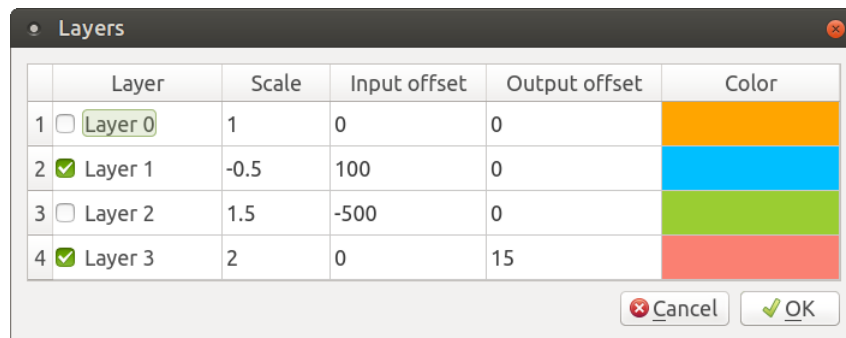 Layers
Layer Scale Input offset Output offset Color
1 Layer 0 1 0 0
2 Layer 1 -0.5 100 0
3 Layer 2 1.5 -500 0
4 Layer 3 2 0 15
Cancel OK